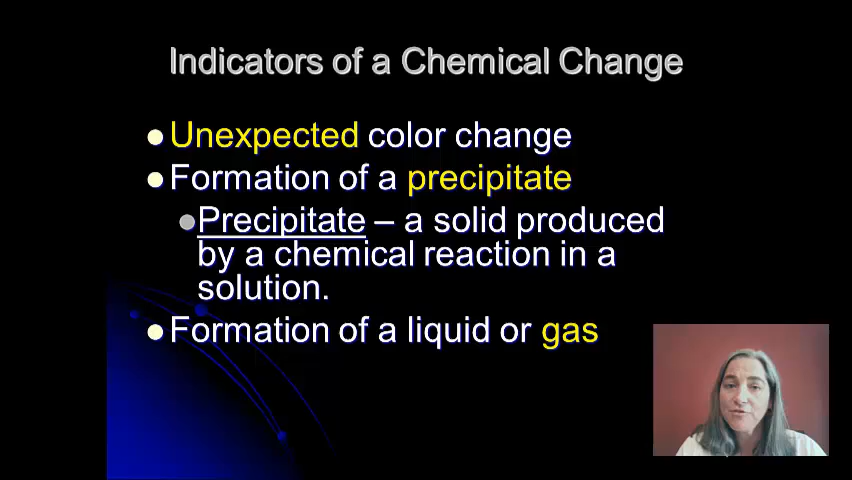 Indicators of a Chemical Change
Unexpected color change
Formation of a precipitate
Precipitate – a solid produced
by a chemical reaction in a
solution.
Formation of a liquid or gas